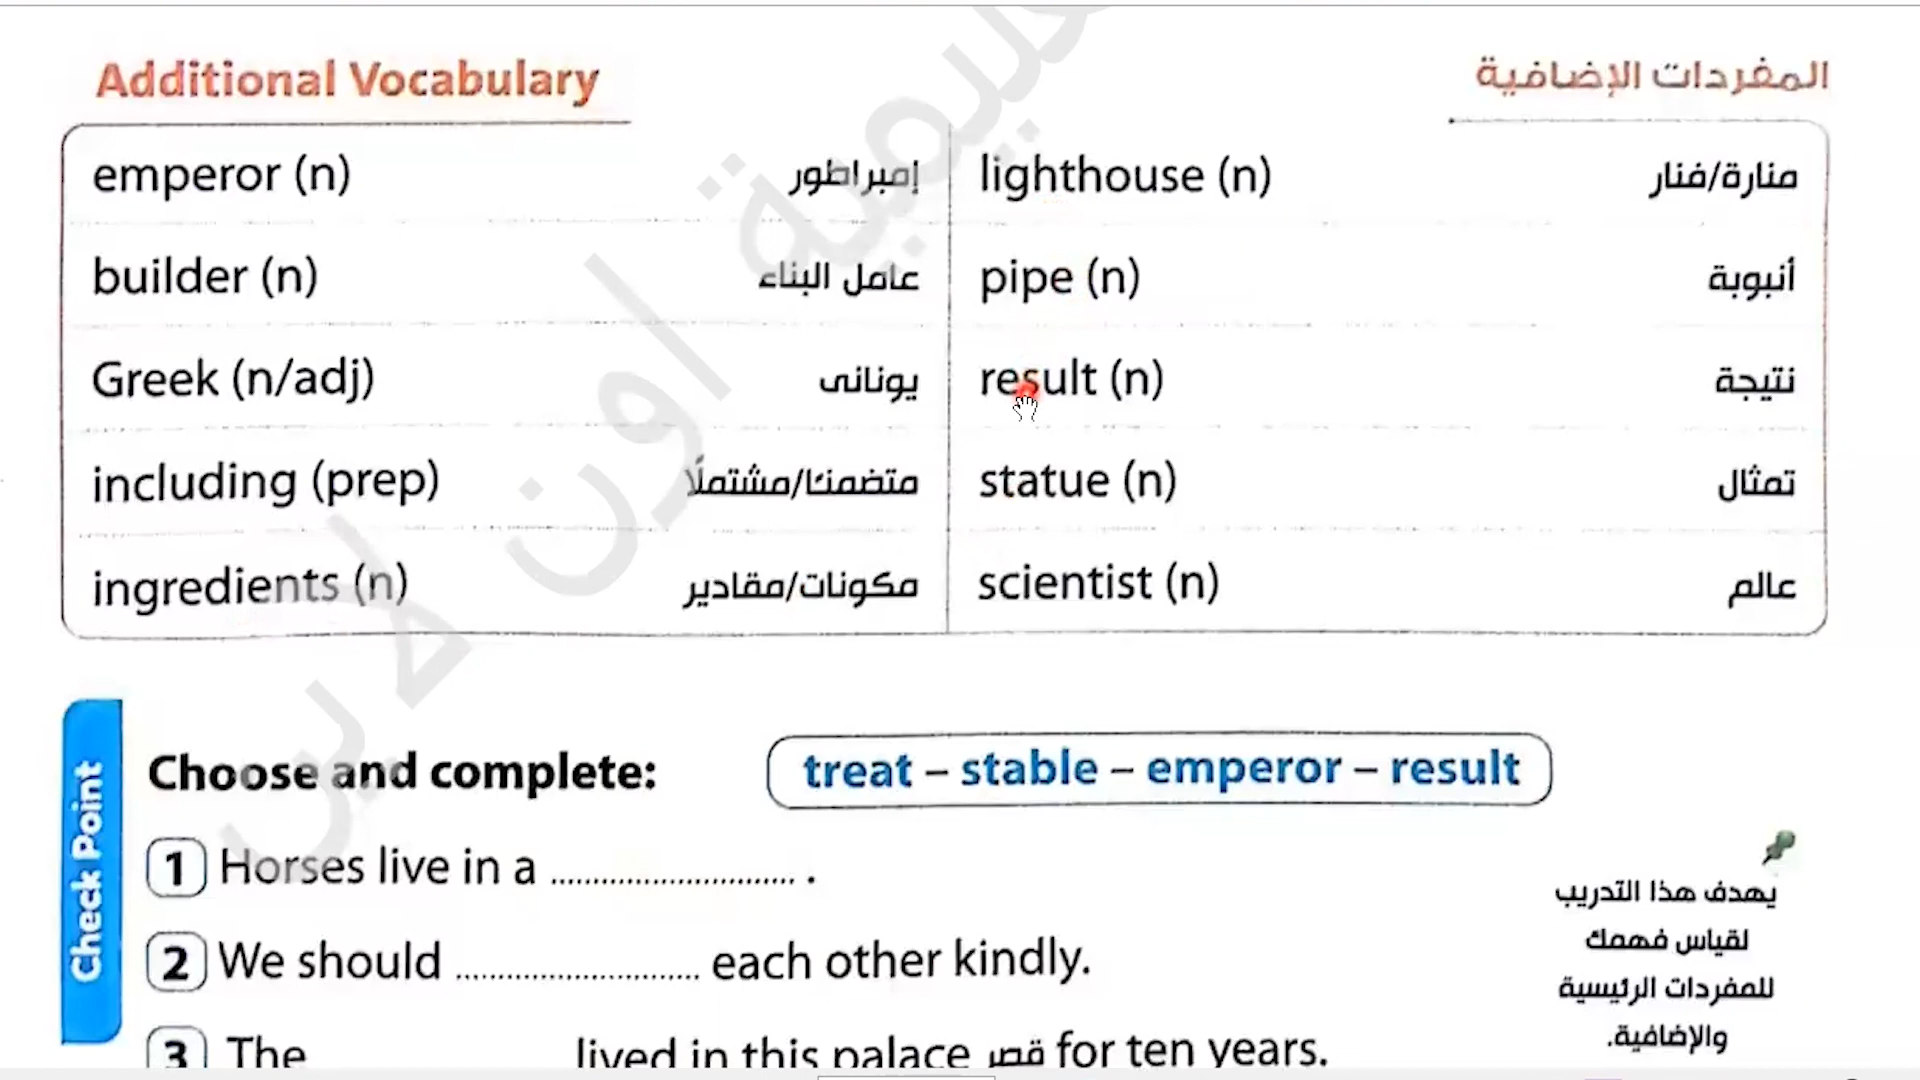 Additional Vocabulary
المفردات الإضافية
emperor (n) إمبراطور
lighthouse (n) منارة/فنار
builder (n) عامل البناء
pipe (n) أنبوبة
Greek (n/adj) يونانى
result (n) نتيجة
including (prep) متضمنًا/مشتملًا
statue (n) تمثال
ingredients (n) مكونات/مقادير
scientist (n) عالم
Check Point
Choose and complete:
treat – stable – emperor – result
1 Horses live in a .............................. .
2 We should .............................. each other kindly.
3 The lived in this palace قصر for ten years.
يهدف هذا التدريب
لقياس فهمك
للمفردات الرئيسية
والإضافية.
اون لاين